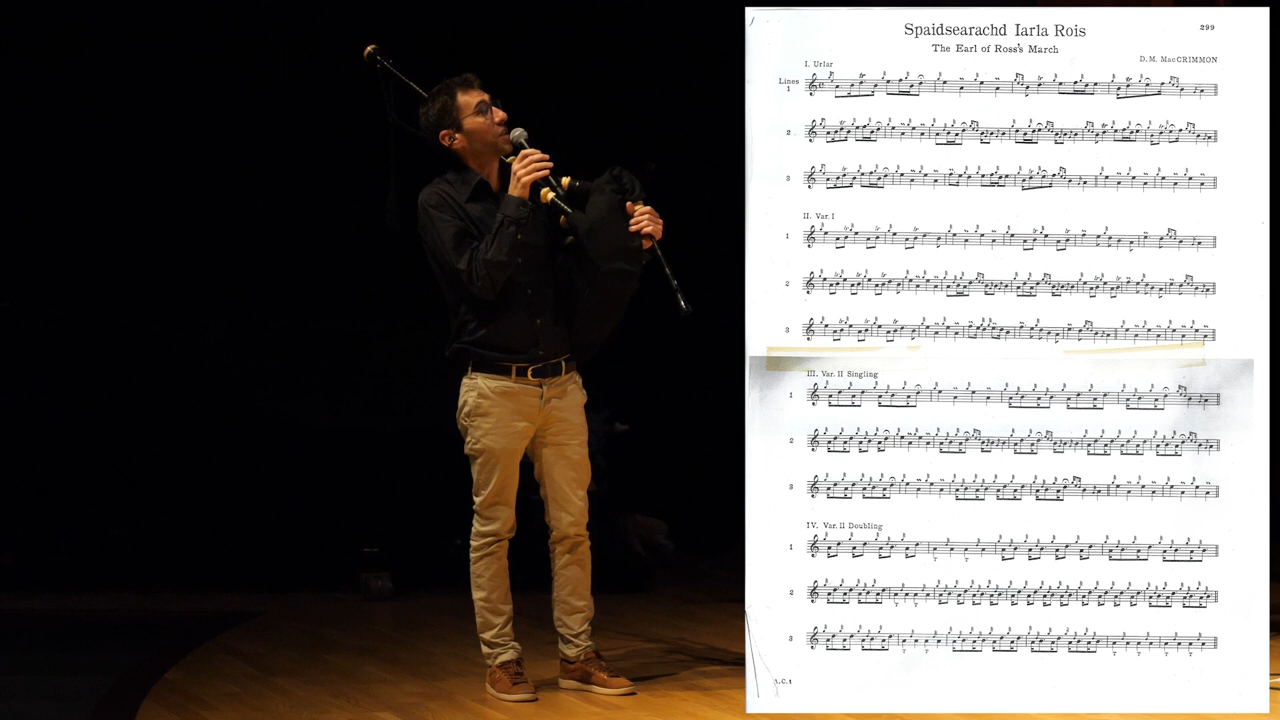 Spaidsearachd Iarla Rois
299
The Earl of Ross's March
D. M. MacCRIMMON
I. Urlar
Lines
1
2
3
II. Var. I
1
2
3
III. Var. II Singling
1
2
3
IV. Var. II Doubling
1
T T
2
T T
3
T T T T T T
A.C.1